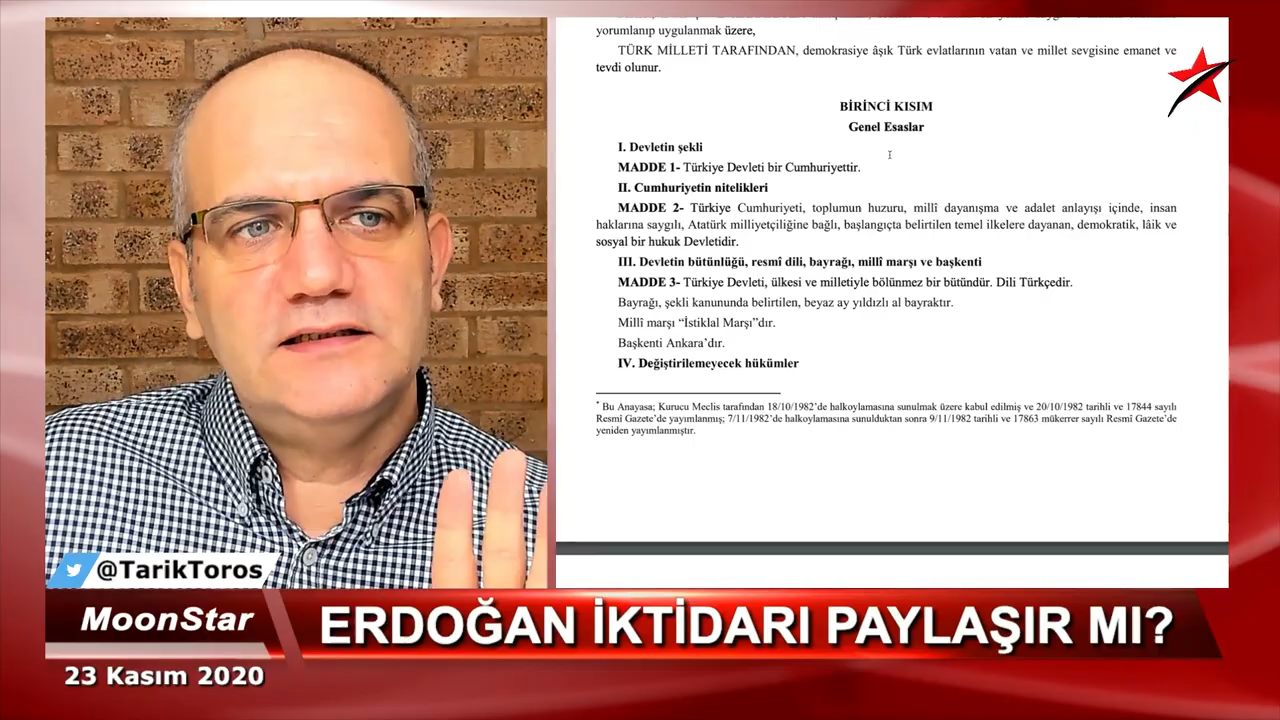 yorumlanıp uygulanmak üzere,
TÜRK MİLLETİ TARAFINDAN, demokrasiye âşık Türk evlatlarının vatan ve millet sevgisine emanet ve
tevdi olunur.
BİRİNCİ KISIM
Genel Esaslar
I. Devletin şekli
MADDE 1- Türkiye Devleti bir Cumhuriyettir.
II. Cumhuriyetin nitelikleri
MADDE 2- Türkiye Cumhuriyeti, toplumun huzuru, millî dayanışma ve adalet anlayışı içinde, insan
haklarına saygılı, Atatürk milliyetçiliğine bağlı, başlangıçta belirtilen temel ilkelere dayanan, demokratik, lâik ve
sosyal bir hukuk Devletidir.
III. Devletin bütünlüğü, resmî dili, bayrağı, millî marşı ve başkenti
MADDE 3- Türkiye Devleti, ülkesi ve milletiyle bölünmez bir bütündür. Dili Türkçedir.
Bayrağı, şekli kanununda belirtilen, beyaz ay yıldızlı al bayraktır.
Millî marşı “İstiklal Marşı”dır.
Başkenti Ankara’dır.
IV. Değiştirilemeyecek hükümler
* Bu Anayasa; Kurucu Meclis tarafından 18/10/1982’de halkoylamasına sunulmak üzere kabul edilmiş ve 20/10/1982 tarihli ve 17844 sayılı
Resmî Gazete’de yayımlanmış; 7/11/1982’de halkoylamasına sunulduktan sonra 9/11/1982 tarihli ve 17863 mükerrer sayılı Resmî Gazete’de
yeniden yayımlanmıştır.
@TarikToros
MoonStar
ERDOĞAN İKTİDARI PAYLAŞIR MI?
23 Kasım 2020